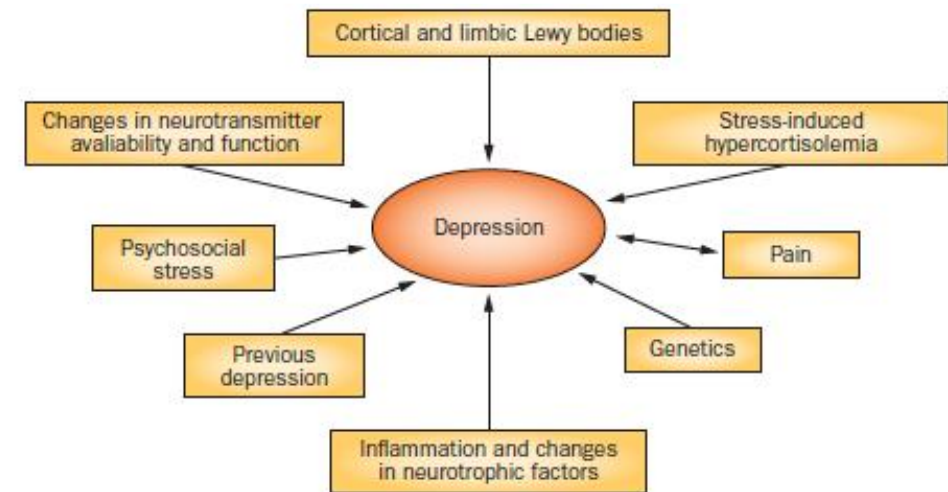 Cortical and limbic Lewy bodies
Changes in neurotransmitter
avaliability and function
Stress-induced
hypercortisolemia
Depression
Psychosocial
stress
Pain
Previous
depression
Genetics
Inflammation and changes
in neurotrophic factors